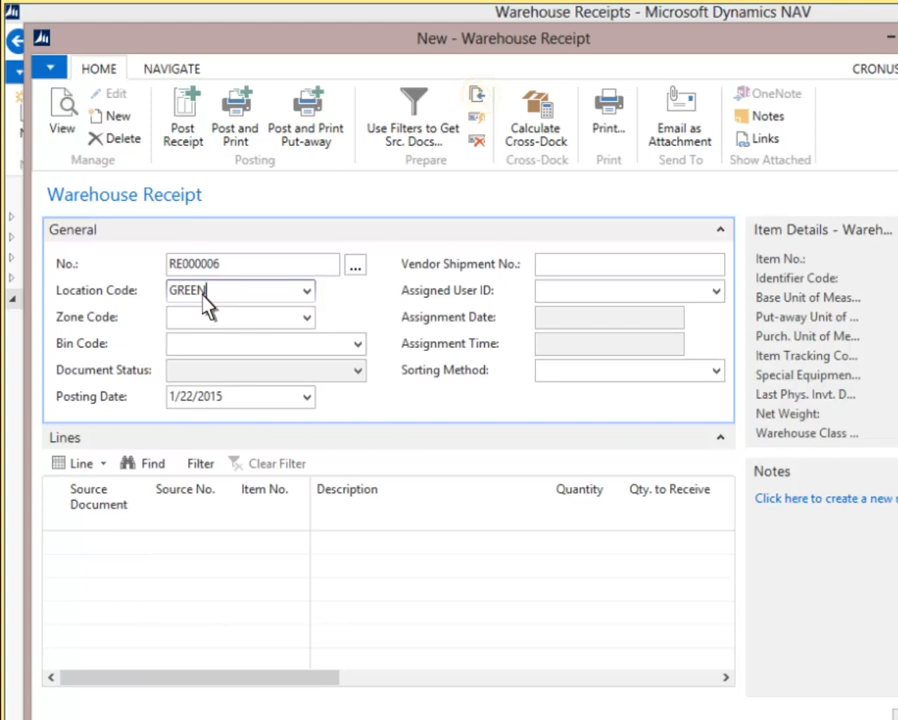 Warehouse Receipts - Microsoft Dynamics NAV
New - Warehouse Receipt
HOME NAVIGATE CRONUS
View
Edit
New
Delete
Manage
Post Receipt
Post and Print
Post and Print Put-away
Posting
Use Filters to Get Src. Docs...
Prepare
Calculate Cross-Dock
Cross-Dock
Print...
Print
Email as Attachment
Send To
OneNote
Notes
Links
Show Attached
Warehouse Receipt
General
No.: RE000006 ...
Location Code: GREEN
Zone Code:
Bin Code:
Document Status:
Posting Date: 1/22/2015
Vendor Shipment No.:
Assigned User ID:
Assignment Date:
Assignment Time:
Sorting Method:
Lines
Line Find Filter Clear Filter
Source Document Source No. Item No. Description Quantity Qty. to Receive
Item Details - Wareh...
Item No.:
Identifier Code:
Base Unit of Meas...
Put-away Unit of ...
Purch. Unit of Me...
Item Tracking Co...
Special Equipmen...
Last Phys. Invt. D...
Net Weight:
Warehouse Class ...
Notes
Click here to create a new